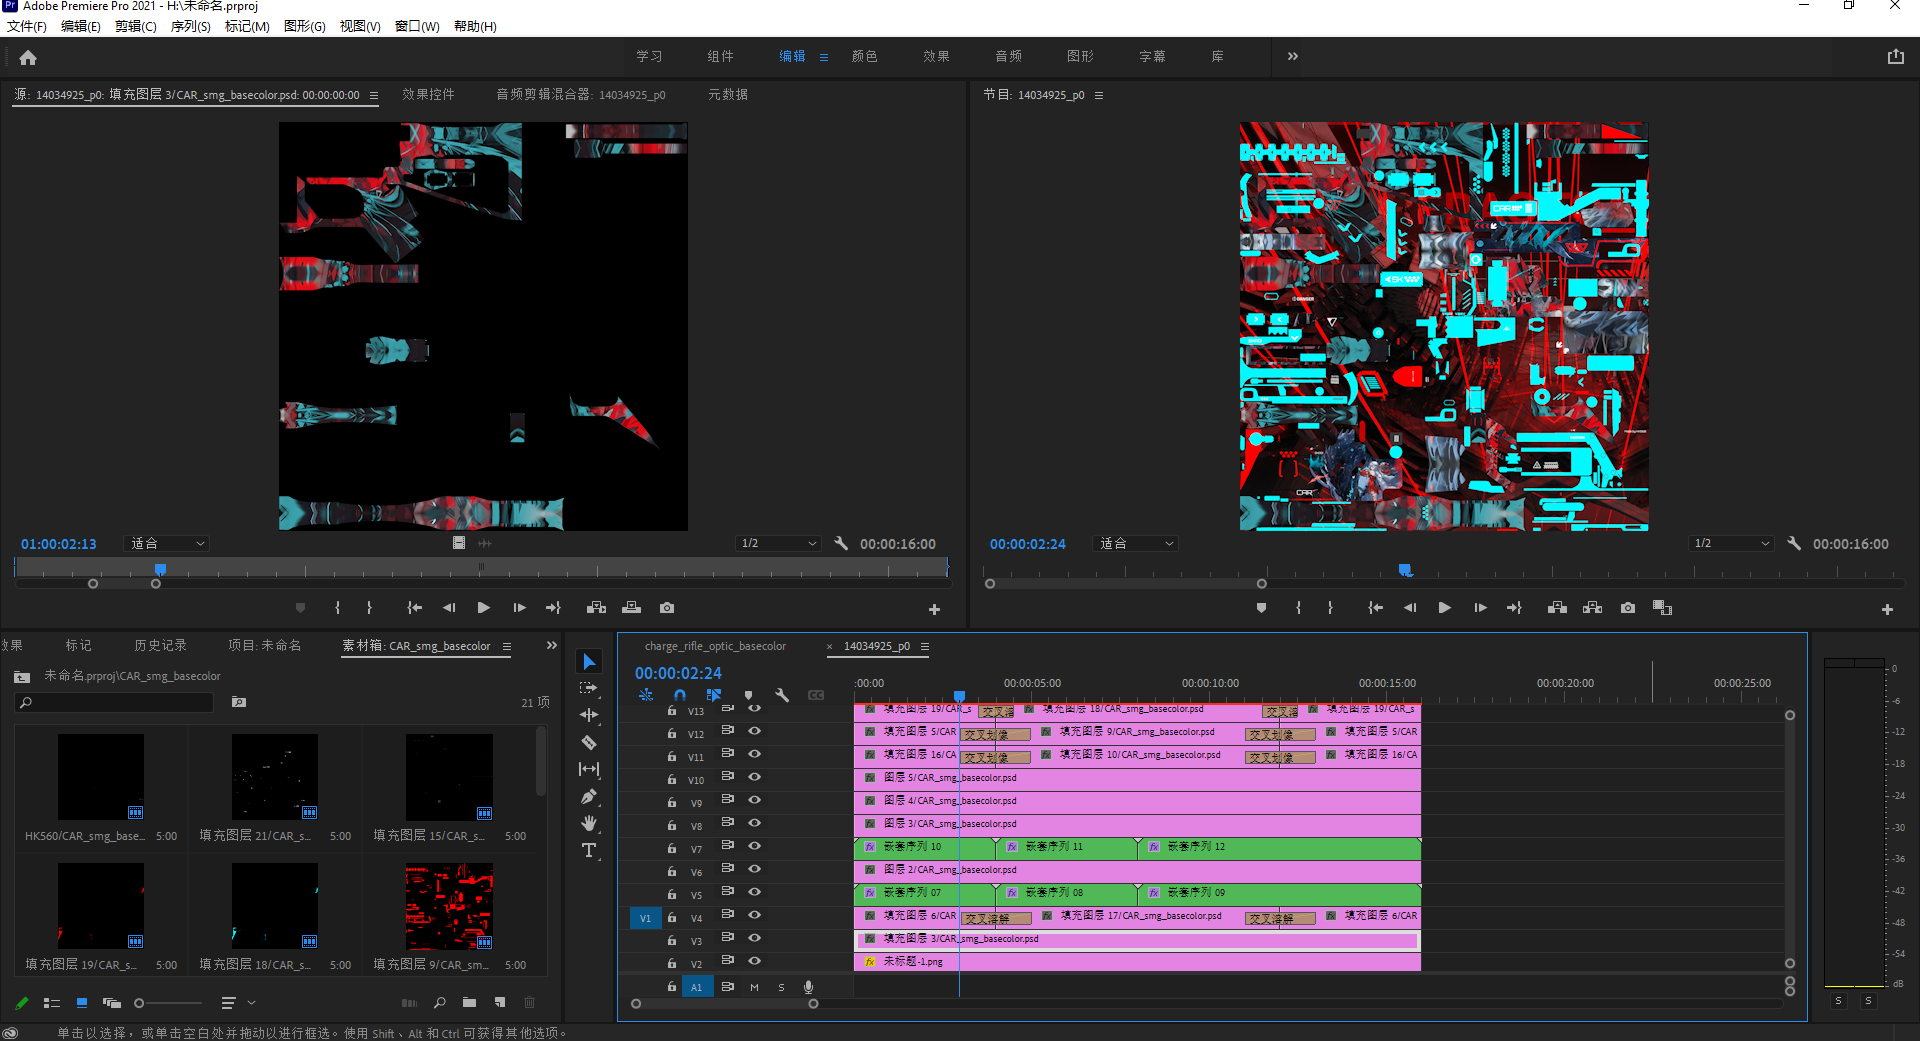 Pr Adobe Premiere Pro 2021 - H:\未命名.prproj
文件(F) 编辑(E) 剪辑(C) 序列(S) 标记(M) 图形(G) 视图(V) 窗口(W) 帮助(H)
学习 组件 编辑 颜色 效果 音频 图形 字幕 库
源: 14034925_p0: 填充图层 3/CAR_smg_basecolor.psd: 00:00:00:00 效果控件 音频剪辑混合器: 14034925_p0 元数据
节目: 14034925_p0
CAR
DANGER
CAR
01:00:02:13 适合 1/2 00:00:16:00
00:00:02:24 适合 1/2 00:00:16:00
效果 标记 历史记录 项目: 未命名 素材箱: CAR_smg_basecolor
未命名.prproj\CAR_smg_basecolor
21 项
HK560/CAR_smg_base... 5:00 填充图层 21/CAR_s... 5:00 填充图层 15/CAR_s... 5:00
填充图层 19/CAR_s... 5:00 填充图层 18/CAR_s... 5:00 填充图层 9/CAR_sm... 5:00
charge_rifle_optic_basecolor × 14034925_p0
00:00:02:24
:00:00 00:00:05:00 00:00:10:00 00:00:15:00 00:00:20:00 00:00:25:00
V13 填充图层 19/CAR_s 交叉溶 填充图层 18/CAR_smg_basecolor.psd 交叉溶 填充图层 19/CAR_s
V12 填充图层 5/CAR 交叉划像 填充图层 9/CAR_smg_basecolor.psd 交叉划像 填充图层 5/CAR
V11 填充图层 16/CA 交叉划像 填充图层 10/CAR_smg_basecolor.psd 交叉划像 填充图层 16/CA
V10 图层 5/CAR_smg_basecolor.psd
V9 图层 4/CAR_smg_basecolor.psd
V8 图层 3/CAR_smg_basecolor.psd
V7 fx 嵌套序列 10 fx 嵌套序列 11 fx 嵌套序列 12
V6 图层 2/CAR_smg_basecolor.psd
V5 fx 嵌套序列 07 fx 嵌套序列 08 fx 嵌套序列 09
V1 V4 填充图层 6/CAR 交叉溶解 填充图层 17/CAR_smg_basecolor.psd 交叉溶解 填充图层 6/CAR
V3 填充图层 3/CAR_smg_basecolor.psd
V2 fx 未标题-1.png
A1 M S
0
-6
-12
-18
-24
-30
-36
-42
-48
-54
dB
S S
单击以选择，或单击空白处并拖动以进行框选。使用 Shift、Alt 和 Ctrl 可获得其他选项。